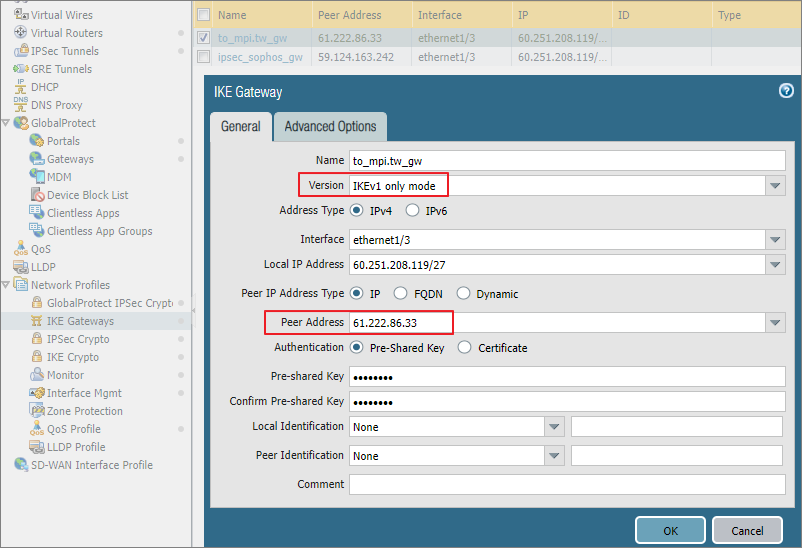 Virtual Wires
Virtual Routers
IPSec Tunnels
GRE Tunnels
DHCP
DNS Proxy
GlobalProtect
Portals
Gateways
MDM
Device Block List
Clientless Apps
Clientless App Groups
QoS
LLDP
Network Profiles
GlobalProtect IPSec Crypto
IKE Gateways
IPSec Crypto
IKE Crypto
Monitor
Interface Mgmt
Zone Protection
QoS Profile
LLDP Profile
SD-WAN Interface Profile
Name Peer Address Interface IP ID Type
to_mpi.tw_gw 61.222.86.33 ethernet1/3 60.251.208.119/...
ipsec_sophos_gw 59.124.163.242 ethernet1/3 60.251.208.119/...
IKE Gateway
General Advanced Options
Name to_mpi.tw_gw
Version IKEv1 only mode
Address Type IPv4 IPv6
Interface ethernet1/3
Local IP Address 60.251.208.119/27
Peer IP Address Type IP FQDN Dynamic
Peer Address 61.222.86.33
Authentication Pre-Shared Key Certificate
Pre-shared Key ••••••••
Confirm Pre-shared Key ••••••••
Local Identification None
Peer Identification None
Comment
OK Cancel